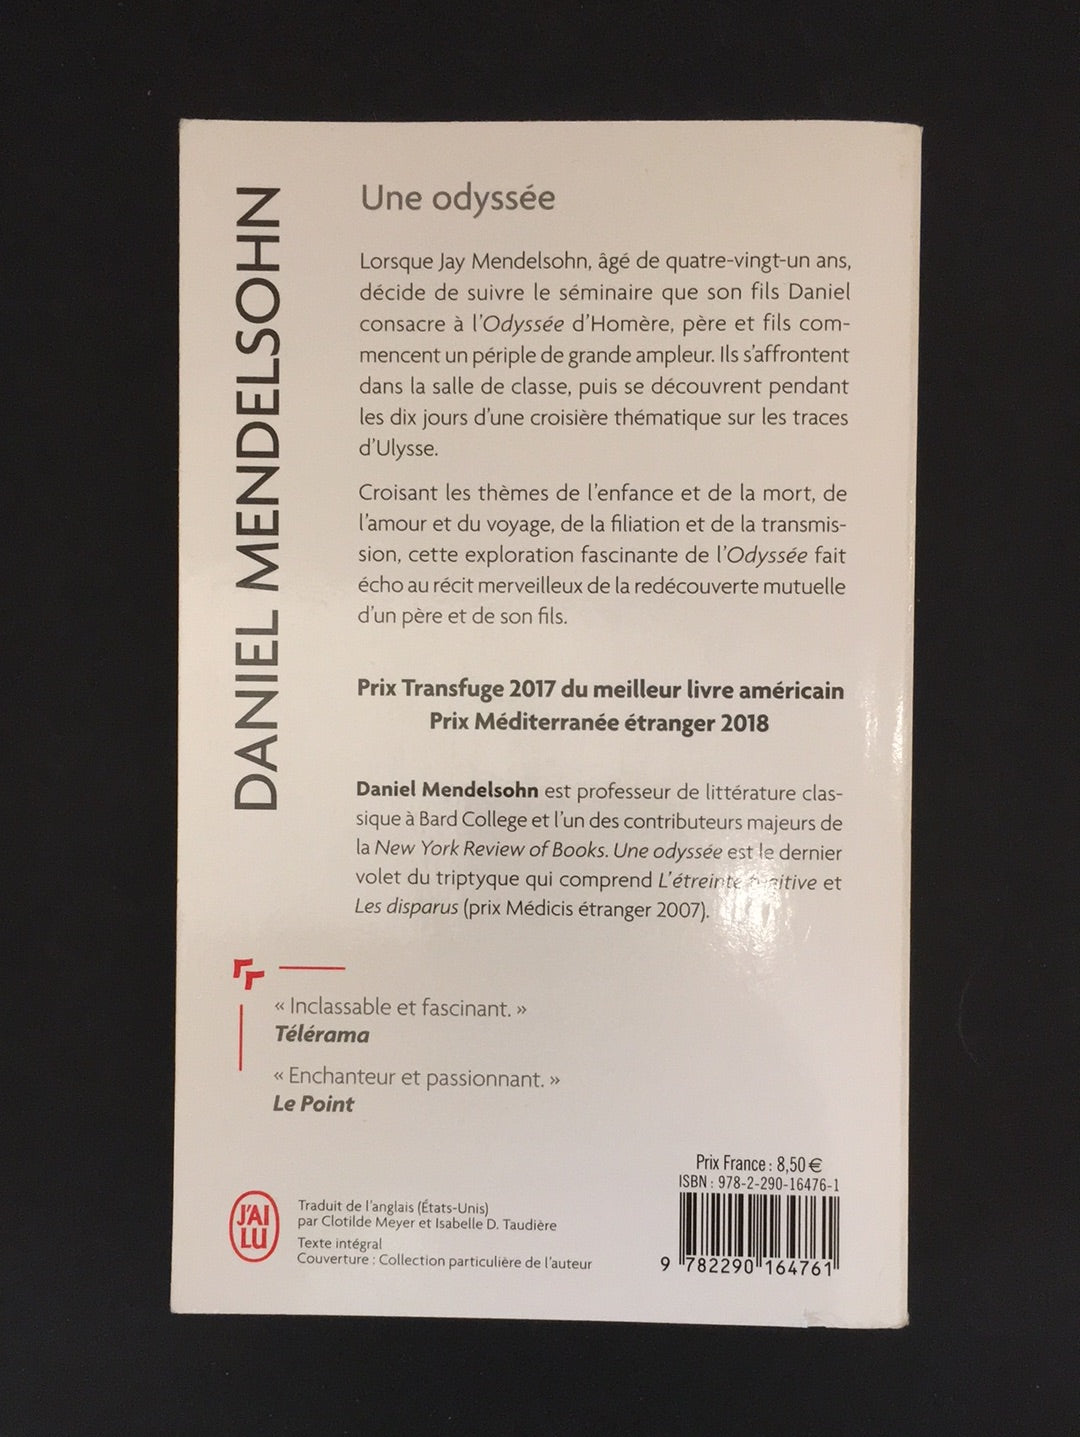 DANIEL MENDELSOHN
Une odyssée
Lorsque Jay Mendelsohn, âgé de quatre-vingt-un ans,
décide de suivre le séminaire que son fils Daniel
consacre à l'Odyssée d'Homère, père et fils com-
mencent un périple de grande ampleur. Ils s'affrontent
dans la salle de classe, puis se découvrent pendant
les dix jours d'une croisière thématique sur les traces
d'Ulysse.
Croisant les thèmes de l'enfance et de la mort, de
l'amour et du voyage, de la filiation et de la transmis-
sion, cette exploration fascinante de l'Odyssée fait
écho au récit merveilleux de la redécouverte mutuelle
d'un père et de son fils.
Prix Transfuge 2017 du meilleur livre américain
Prix Méditerranée étranger 2018
Daniel Mendelsohn est professeur de littérature clas-
sique à Bard College et l'un des contributeurs majeurs de
la New York Review of Books. Une odyssée est le dernier
volet du triptyque qui comprend L'étreinte et
Les disparus (prix Médicis étranger 2007).
« Inclassable et fascinant. »
Télérama
« Enchanteur et passionnant. »
Le Point
J'AI
LU
Traduit de l'anglais (États-Unis)
par Clotilde Meyer et Isabelle D. Taudière
Texte intégral
Couverture : Collection particulière de l'auteur
Prix France : 8,50 €
ISBN : 978-2-290-16476-1
9 782290 164761